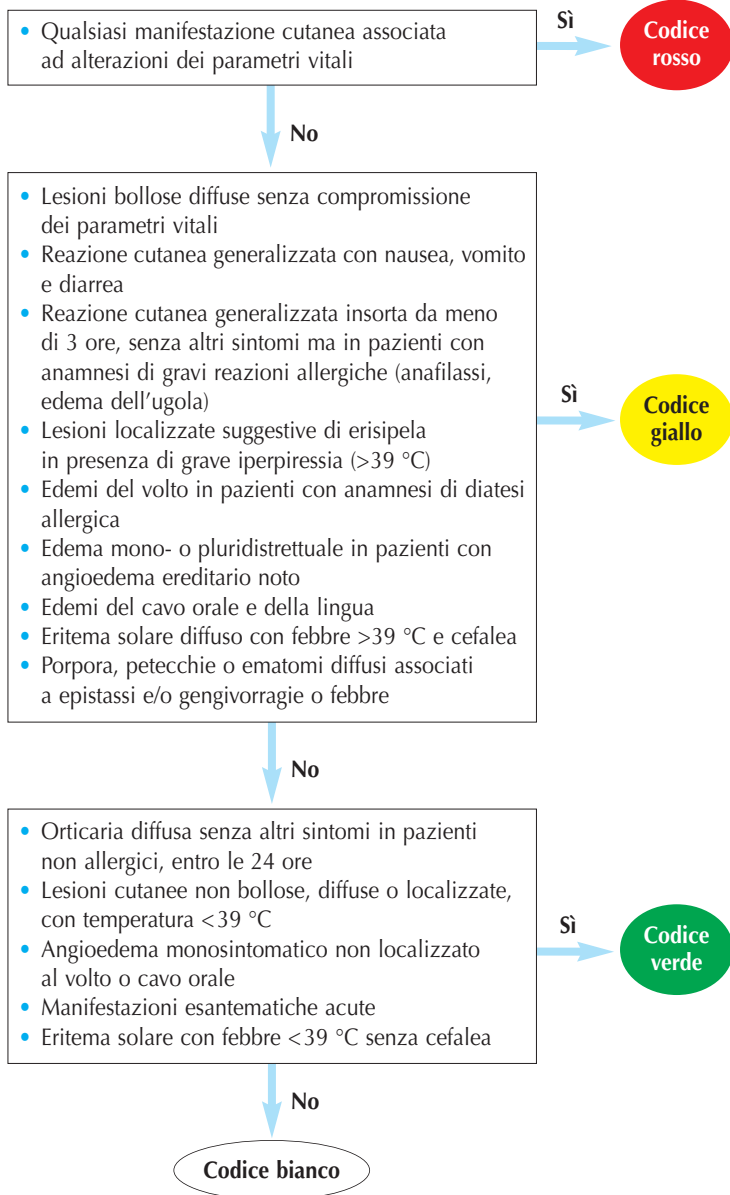 • Qualsiasi manifestazione cutanea associata
ad alterazioni dei parametri vitali
Sì
Codice
rosso
No
• Lesioni bollose diffuse senza compromissione
dei parametri vitali
• Reazione cutanea generalizzata con nausea, vomito
e diarrea
• Reazione cutanea generalizzata insorta da meno
di 3 ore, senza altri sintomi ma in pazienti con
anamnesi di gravi reazioni allergiche (anafilassi,
edema dell’ugola)
• Lesioni localizzate suggestive di erisipela
in presenza di grave iperpiressia (>39 °C)
• Edemi del volto in pazienti con anamnesi di diatesi
allergica
• Edema mono- o pluridistrettuale in pazienti con
angioedema ereditario noto
• Edemi del cavo orale e della lingua
• Eritema solare diffuso con febbre >39 °C e cefalea
• Porpora, petecchie o ematomi diffusi associati
a epistassi e/o gengivorragie o febbre
Sì
Codice
giallo
No
• Orticaria diffusa senza altri sintomi in pazienti
non allergici, entro le 24 ore
• Lesioni cutanee non bollose, diffuse o localizzate,
con temperatura <39 °C
• Angioedema monosintomatico non localizzato
al volto o cavo orale
• Manifestazioni esantematiche acute
• Eritema solare con febbre <39 °C senza cefalea
Sì
Codice
verde
No
Codice bianco